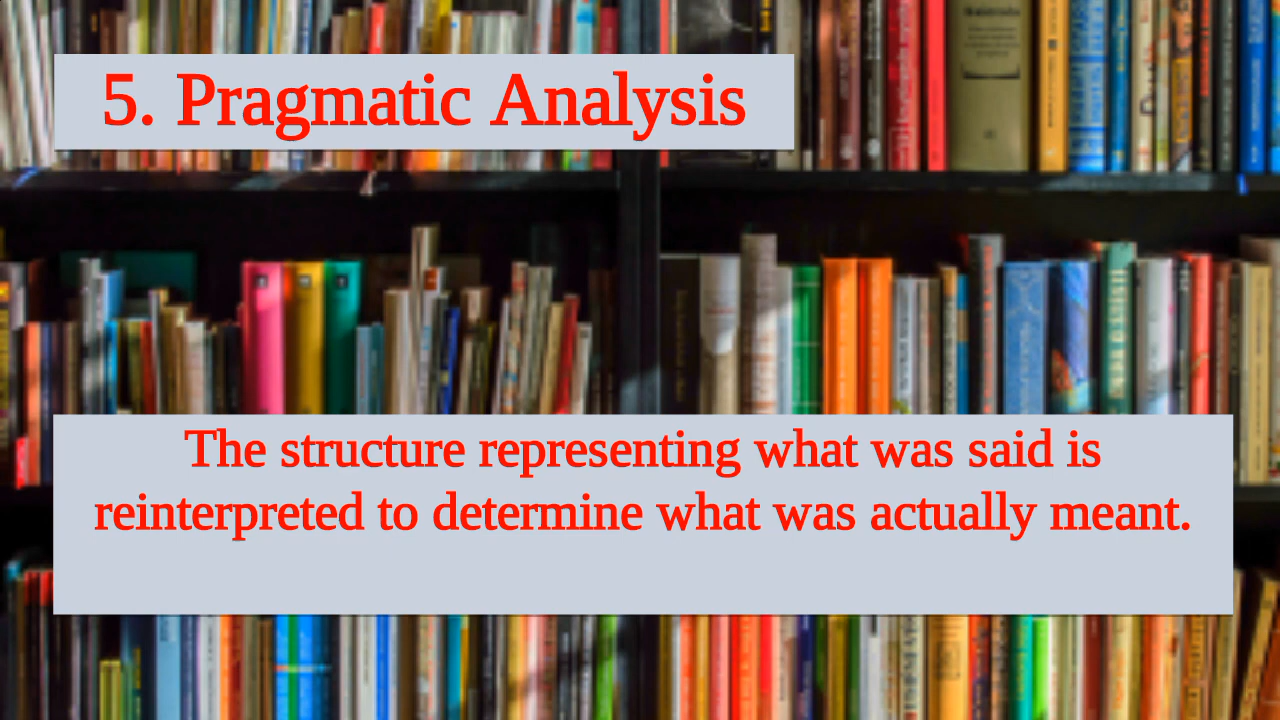 5. Pragmatic Analysis
The structure representing what was said is
reinterpreted to determine what was actually meant.